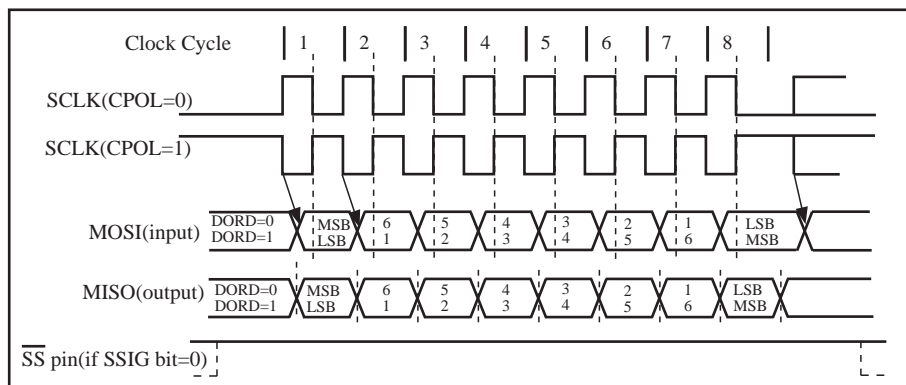 Clock Cycle 1 2 3 4 5 6 7 8
SCLK(CPOL=0)
SCLK(CPOL=1)
MOSI(input) DORD=0 MSB 6 5 4 3 2 1 LSB
DORD=1 LSB 1 2 3 4 5 6 MSB
MISO(output) DORD=0 MSB 6 5 4 3 2 1 LSB
DORD=1 LSB 1 2 3 4 5 6 MSB
S̅S̅ pin(if SSIG bit=0)